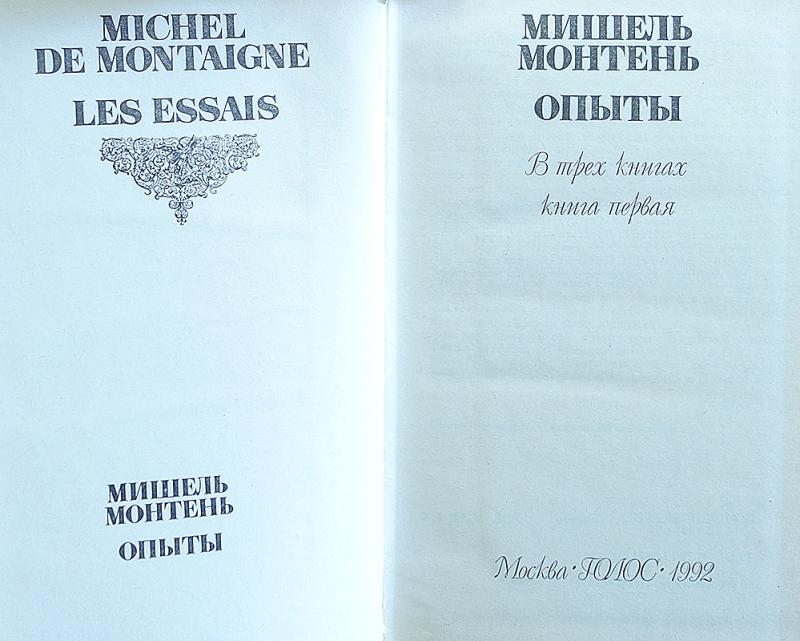 MICHEL
DE MONTAIGNE
LES ESSAIS
МИШЕЛЬ
МОНТЕНЬ
ОПЫТЫ
МИШЕЛЬ
МОНТЕНЬ
ОПЫТЫ
В трех книгах
книга первая
Москва · ГОЛОС · 1992